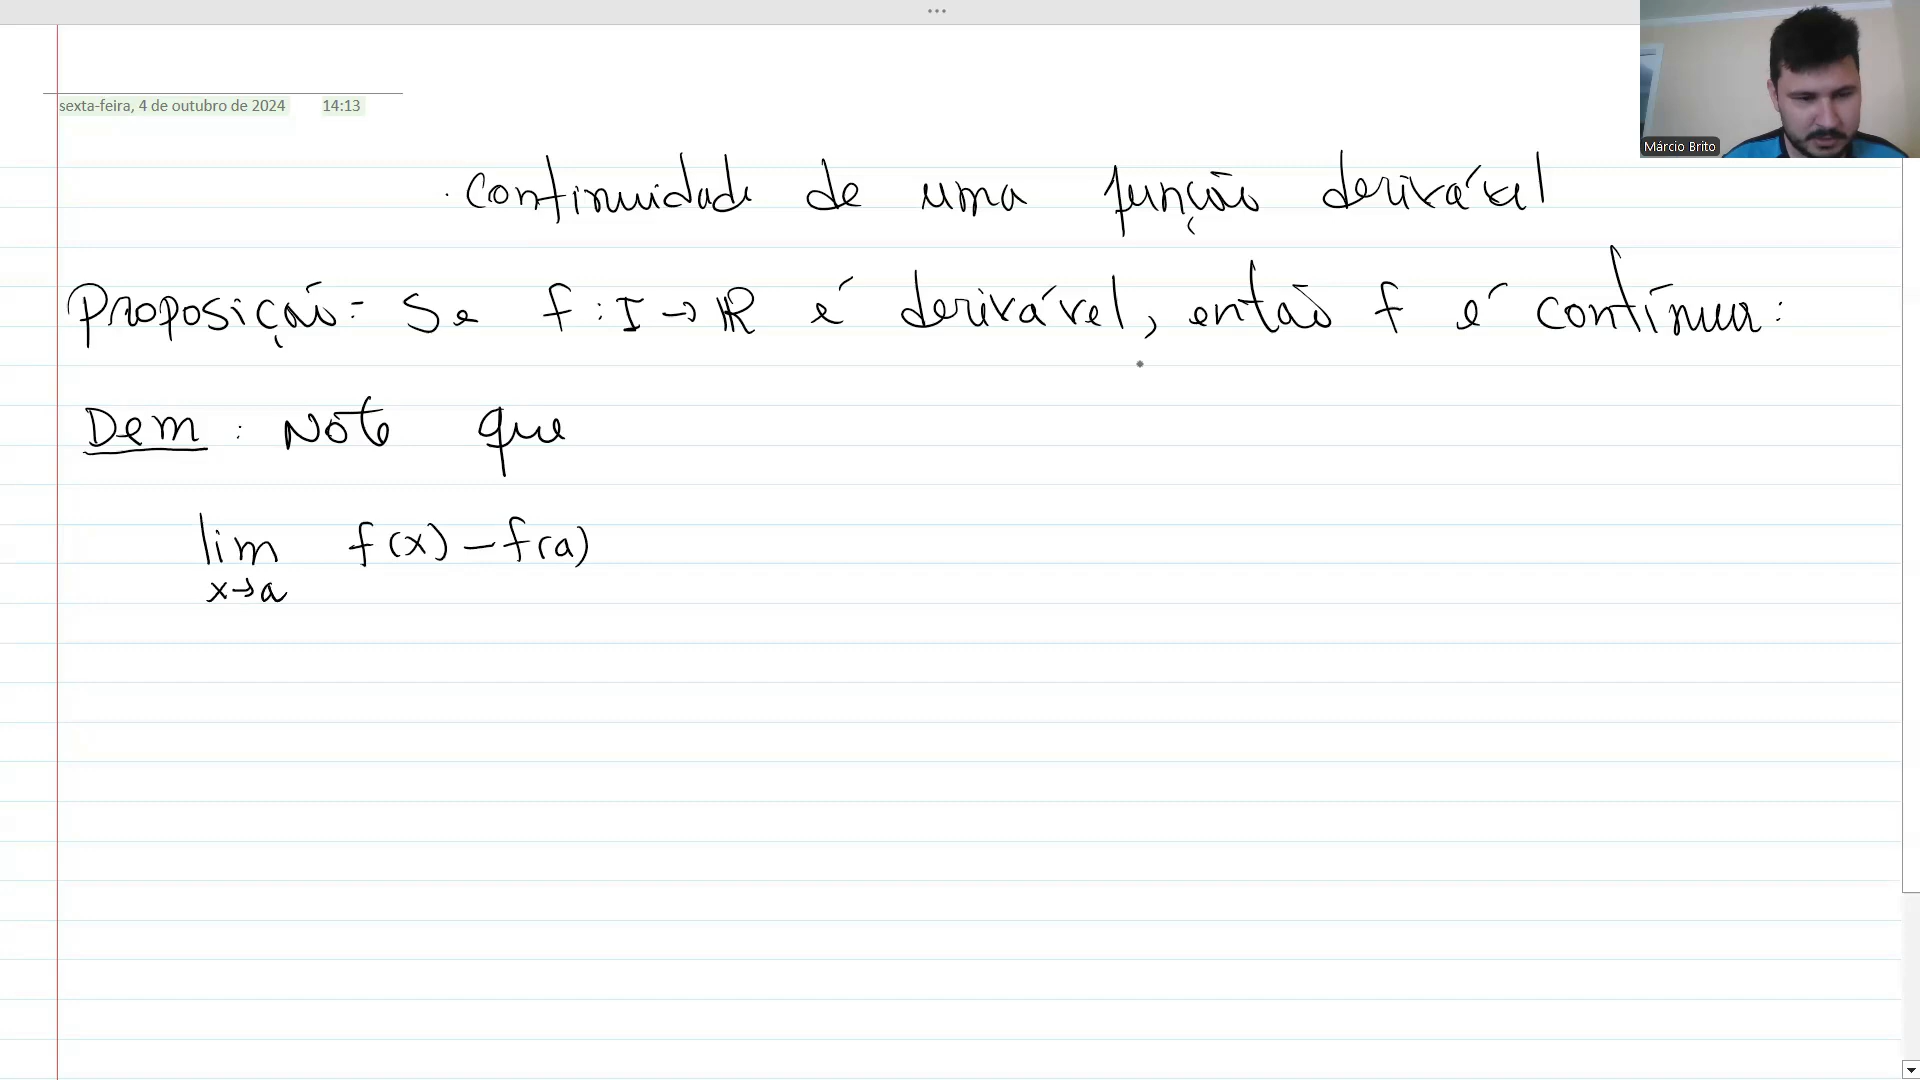 ...
Márcio Brito
sexta-feira, 4 de outubro de 2024 14:13
. Continuidade de uma função derivável
Proposição: Se f : I → ℝ é derivável, então f é contínua:
Dem : Note que
lim f(x) - f(a)
x→a